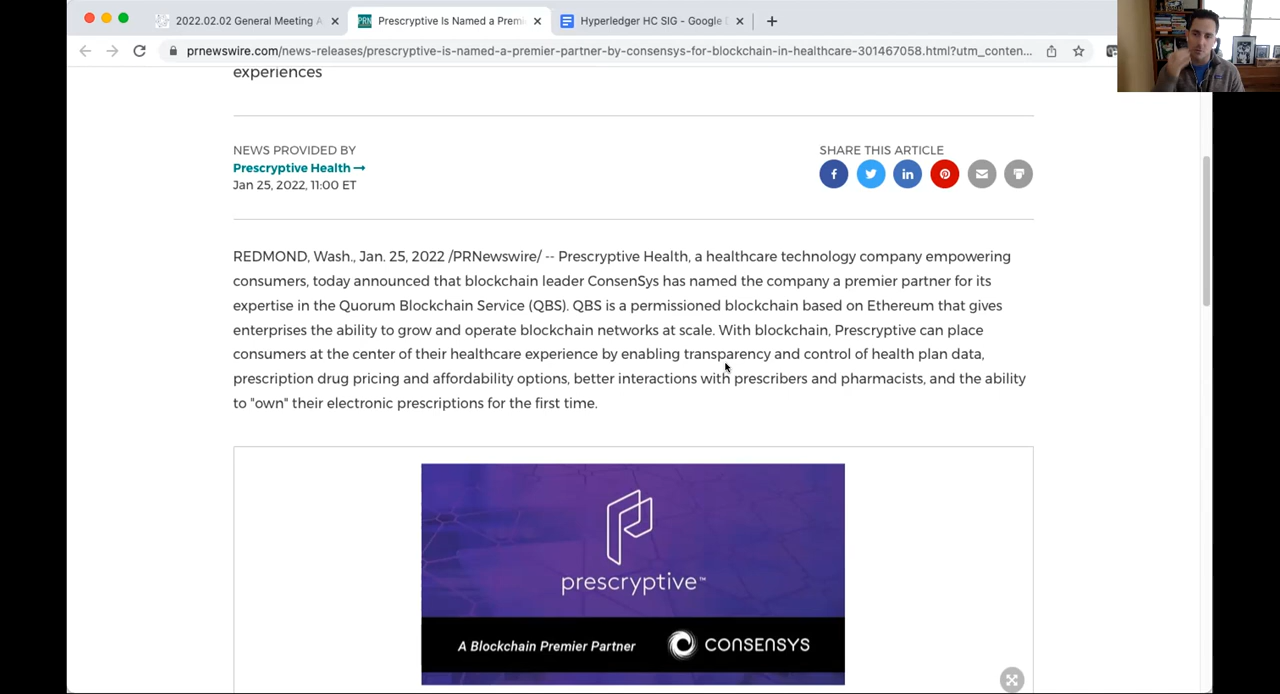 2022.02.02 General Meeting A
Prescryptive Is Named a Premi
Hyperledger HC SIG - Google D
prnewswire.com/news-releases/prescryptive-is-named-a-premier-partner-by-consensys-for-blockchain-in-healthcare-301467058.html?utm_conten...
experiences
NEWS PROVIDED BY
Prescryptive Health →
Jan 25, 2022, 11:00 ET
SHARE THIS ARTICLE
REDMOND, Wash., Jan. 25, 2022 /PRNewswire/ -- Prescryptive Health, a healthcare technology company empowering
consumers, today announced that blockchain leader ConsenSys has named the company a premier partner for its
expertise in the Quorum Blockchain Service (QBS). QBS is a permissioned blockchain based on Ethereum that gives
enterprises the ability to grow and operate blockchain networks at scale. With blockchain, Prescryptive can place
consumers at the center of their healthcare experience by enabling transparency and control of health plan data,
prescription drug pricing and affordability options, better interactions with prescribers and pharmacists, and the ability
to "own" their electronic prescriptions for the first time.
prescryptive™
A Blockchain Premier Partner
CONSENSYS